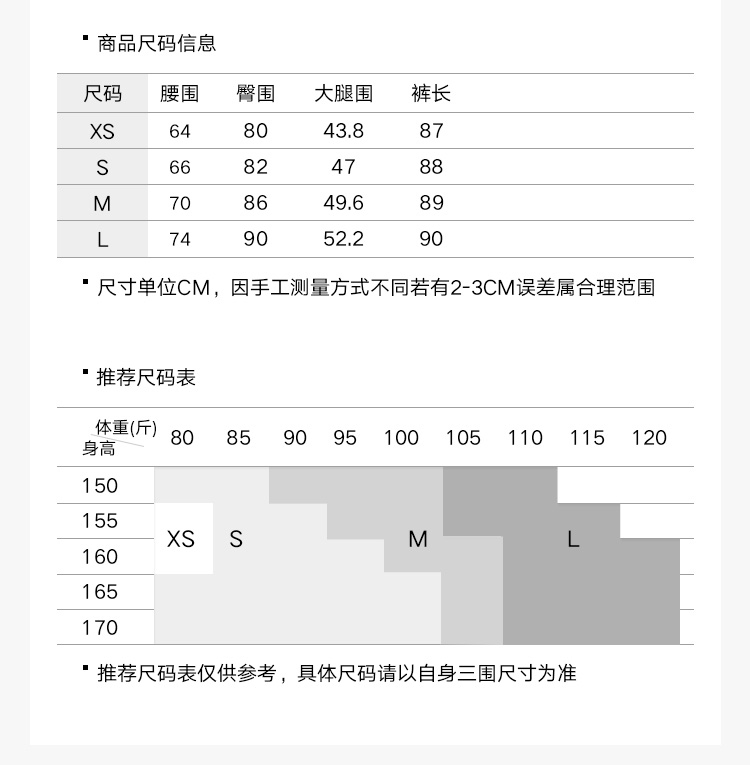 商品尺码信息
尺码 腰围 臀围 大腿围 裤长
XS 64 80 43.8 87
S 66 82 47 88
M 70 86 49.6 89
L 74 90 52.2 90
尺寸单位CM，因手工测量方式不同若有2-3CM误差属合理范围
推荐尺码表
体重(斤) 80 85 90 95 100 105 110 115 120
身高
150
155
XS S M L
160
165
170
推荐尺码表仅供参考，具体尺码请以自身三围尺寸为准